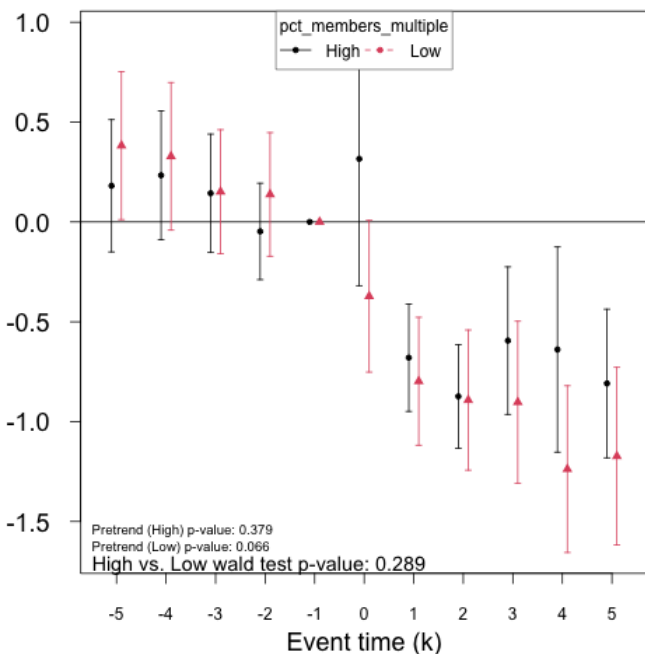 pct_members_multiple
High Low
1.0
0.5
0.0
-0.5
-1.0
-1.5
Pretrend (High) p-value: 0.379
Pretrend (Low) p-value: 0.066
High vs. Low wald test p-value: 0.289
-5 -4 -3 -2 -1 0 1 2 3 4 5
Event time (k)